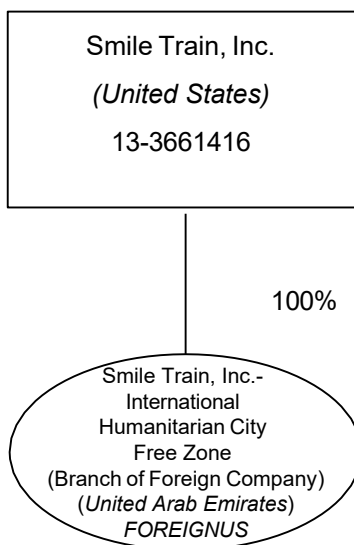 Smile Train, Inc.
(United States)
13-3661416
100%
Smile Train, Inc.-
International
Humanitarian City
Free Zone
(Branch of Foreign Company)
(United Arab Emirates)
FOREIGNUS